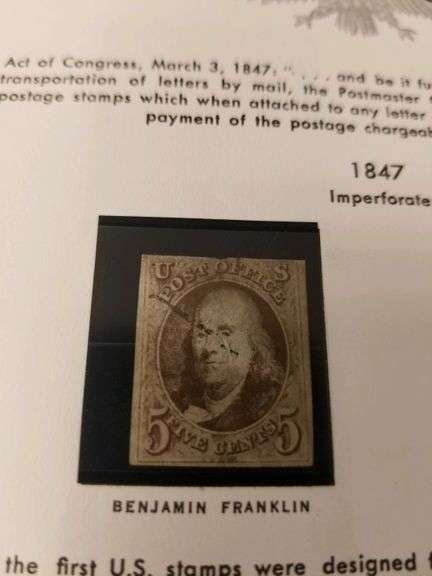 Act of Congress, March 3, 1847: " . . . and be it fu
transportation of letters by mail, the Postmaster
postage stamps which when attached to any letter
payment of the postage chargeab
1847
Imperforate
U S
POST OFFICE
5 5
FIVE CENTS
BENJAMIN FRANKLIN
the first U.S. stamps were designed